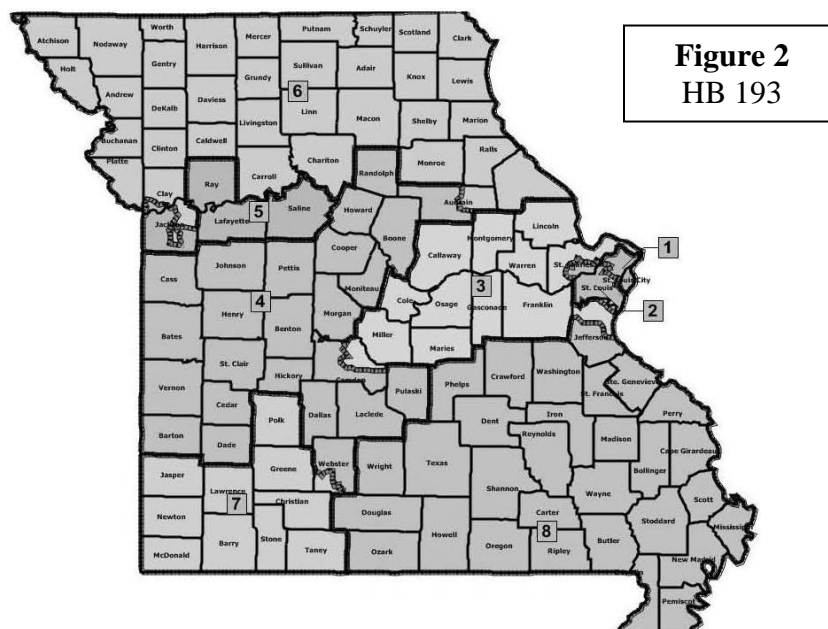 Figure 2
HB 193
Atchison
Nodaway
Worth
Harrison
Mercer
Putnam
Schuyler
Scotland
Clark
Holt
Gentry
Grundy
Sullivan
Adair
Knox
Lewis
Andrew
DeKalb
Daviess
6
Livingston
Linn
Macon
Shelby
Marion
Buchanan
Clinton
Caldwell
Platte
Ray
Carroll
Chariton
Randolph
Monroe
Ralls
Clay
5
Saline
Howard
Audrain
Jackson
Lafayette
Boone
Montgomery
Lincoln
Cooper
Callaway
Warren
St. Charles
1
Cass
Johnson
Pettis
Moniteau
Cole
Osage
3
Gasconade
Franklin
St. Louis
St. Louis City
2
4
Henry
Morgan
Miller
Jefferson
Bates
Benton
Maries
St. Clair
Hickory
Camden
Pulaski
Phelps
Crawford
Washington
Ste. Genevieve
St. Francois
Vernon
Cedar
Polk
Dallas
Laclede
Dent
Iron
Perry
Barton
Dade
Reynolds
Madison
Cape Girardeau
Jasper
Greene
Webster
Wright
Texas
Bollinger
Lawrence
Shannon
Wayne
Scott
Newton
7
Christian
Douglas
Carter
Stoddard
Mississippi
McDonald
Barry
Stone
Taney
Ozark
Howell
Oregon
8
Ripley
Butler
New Madrid
Pemiscot